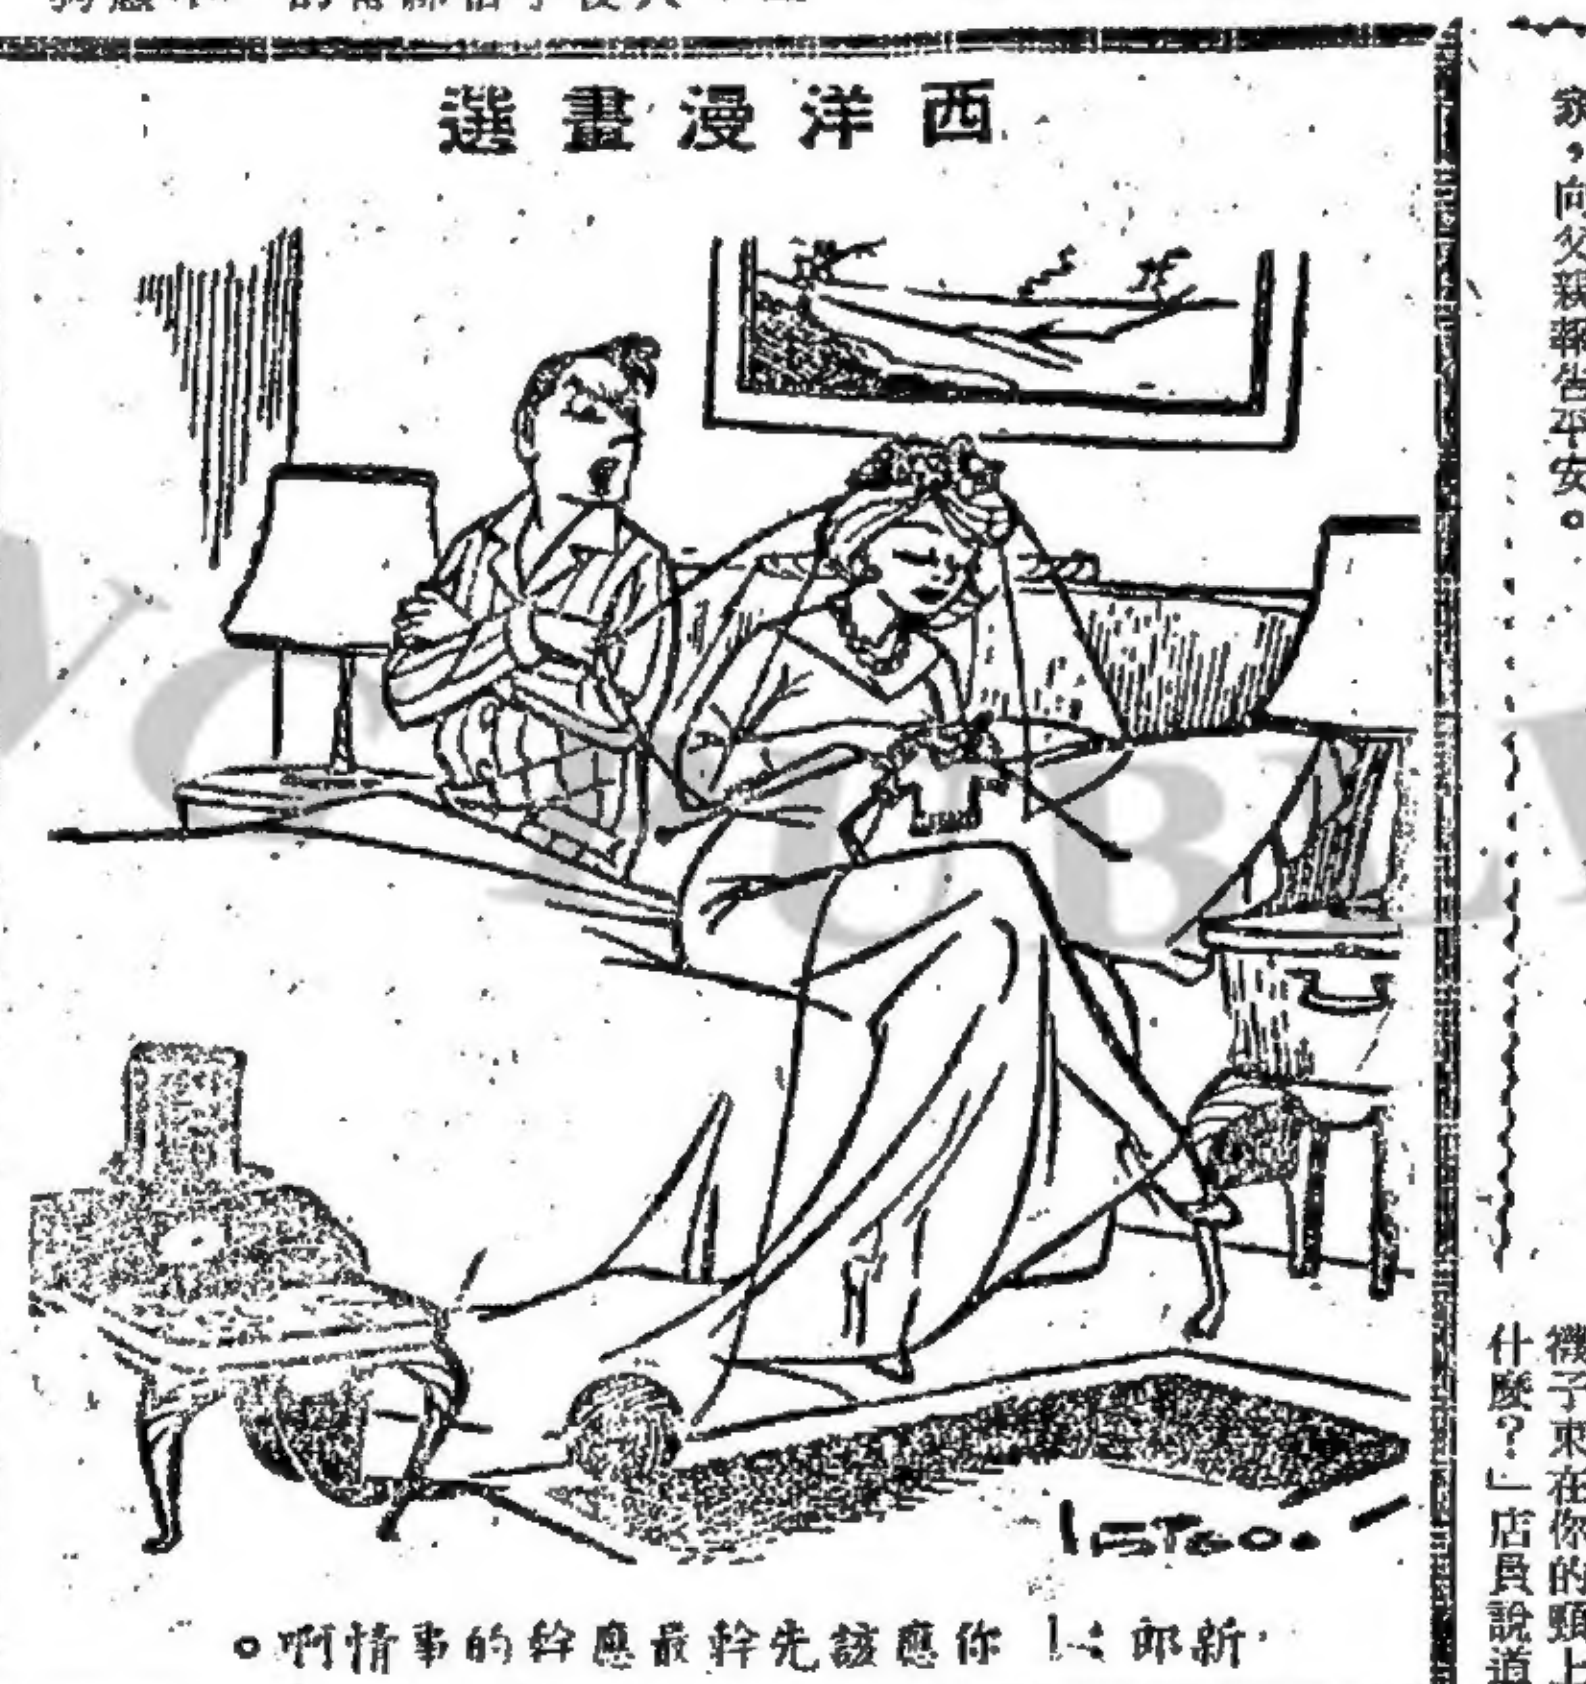 西洋漫畫選
新郎：「你應該先幹最應幹的事情啊。
家，向父親報告平安。
子束在你的頸上
什麼？」店員說道